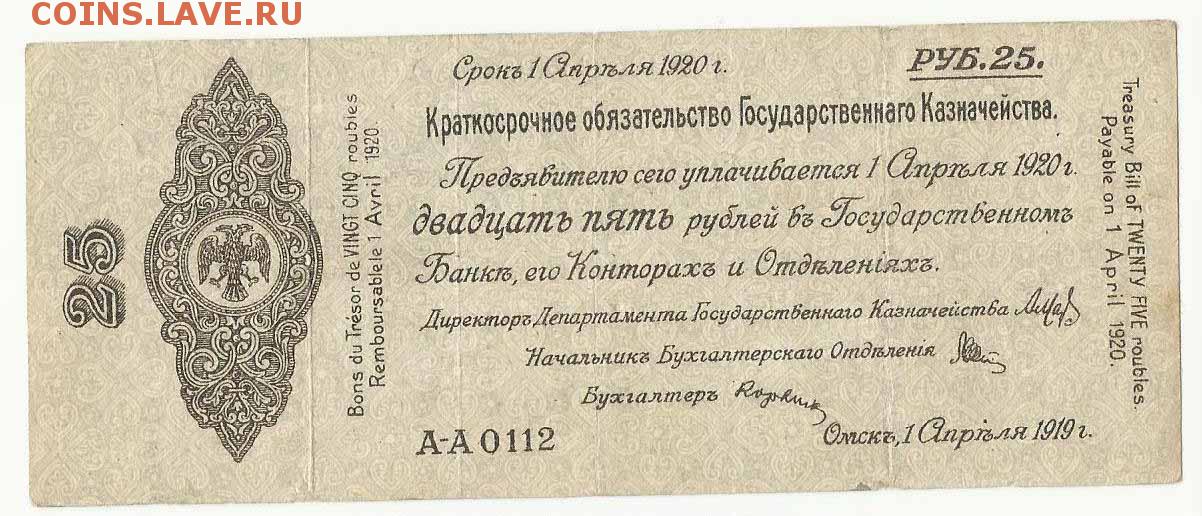 COINS.LAVE.RU
25
Bons du Trésor de VINGT CINQ roubles
Remboursablele 1 Avril 1920.
Срокъ 1 Апрѣля 1920 г.
РУБ. 25.
Краткосрочное обязательство Государственнаго Казначейства.
Предъявителю сего уплачивается 1 Апрѣля 1920 г.
двадцать пять рублей въ Государственномъ
Банкѣ, его Конторахъ и Отдѣленіяхъ.
Директоръ Департамента Государственнаго Казначейства
Начальникъ Бухгалтерскаго Отдѣленія
Бухгалтеръ
А-А 0112
Омскъ, 1 Апрѣля 1919 г.
Treasury Bill of TWENTY FIVE roubles.
Payable on 1 April 1920.